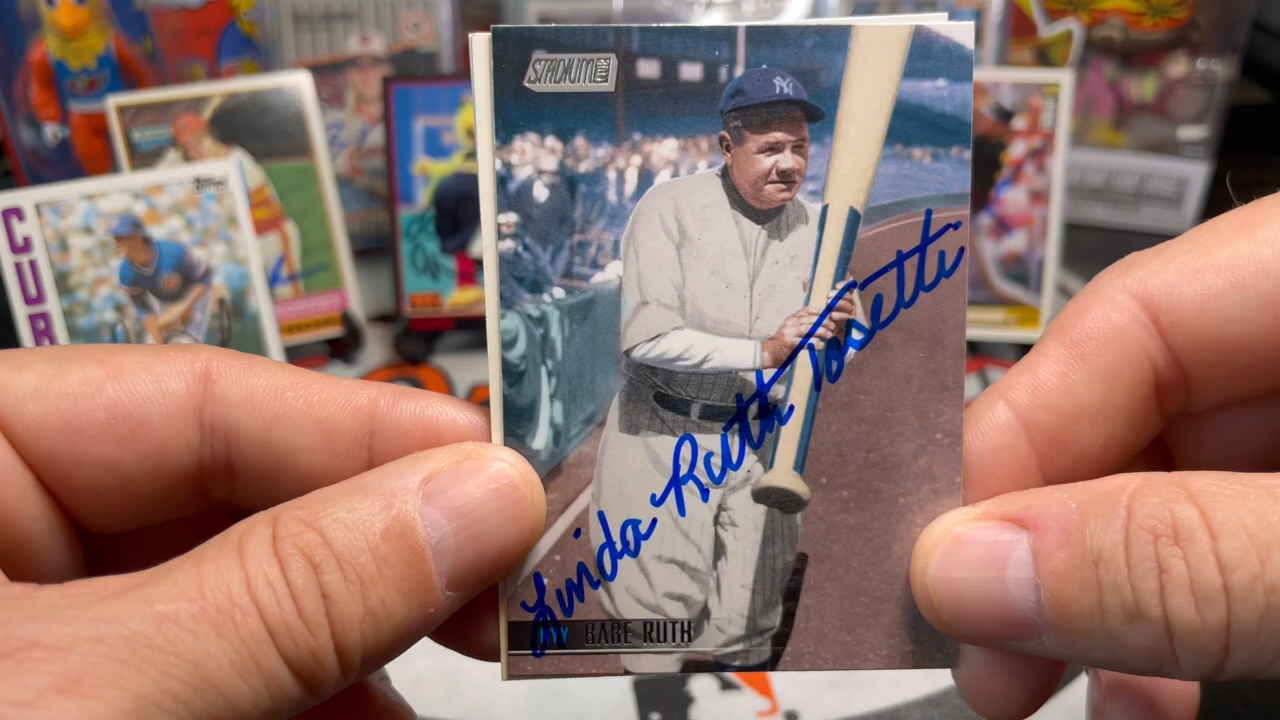 STADIUM CLUB
NY
Linda Ruth Tosetti
NYY BABE RUTH
Topps
CUB